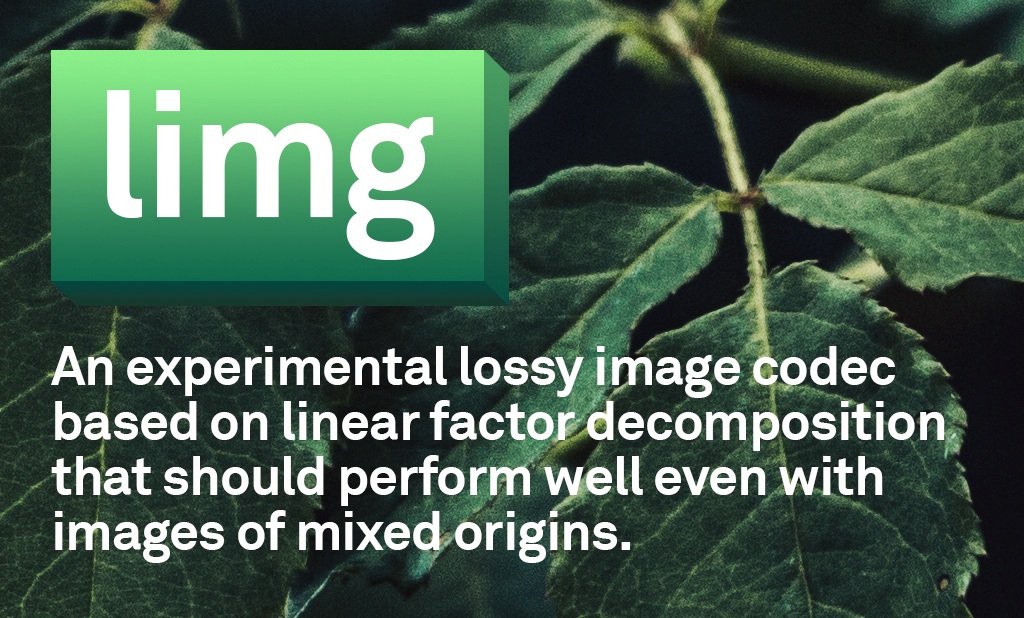 limg
An experimental lossy image codec
based on linear factor decomposition
that should perform well even with
images of mixed origins.